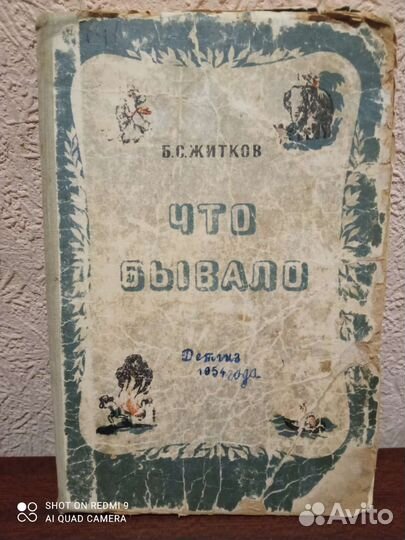 Б.С.ЖИТКОВ
ЧТО
БЫВАЛО
Детгиз
1954 года
SHOT ON REDMI 9
AI QUAD CAMERA
Avito